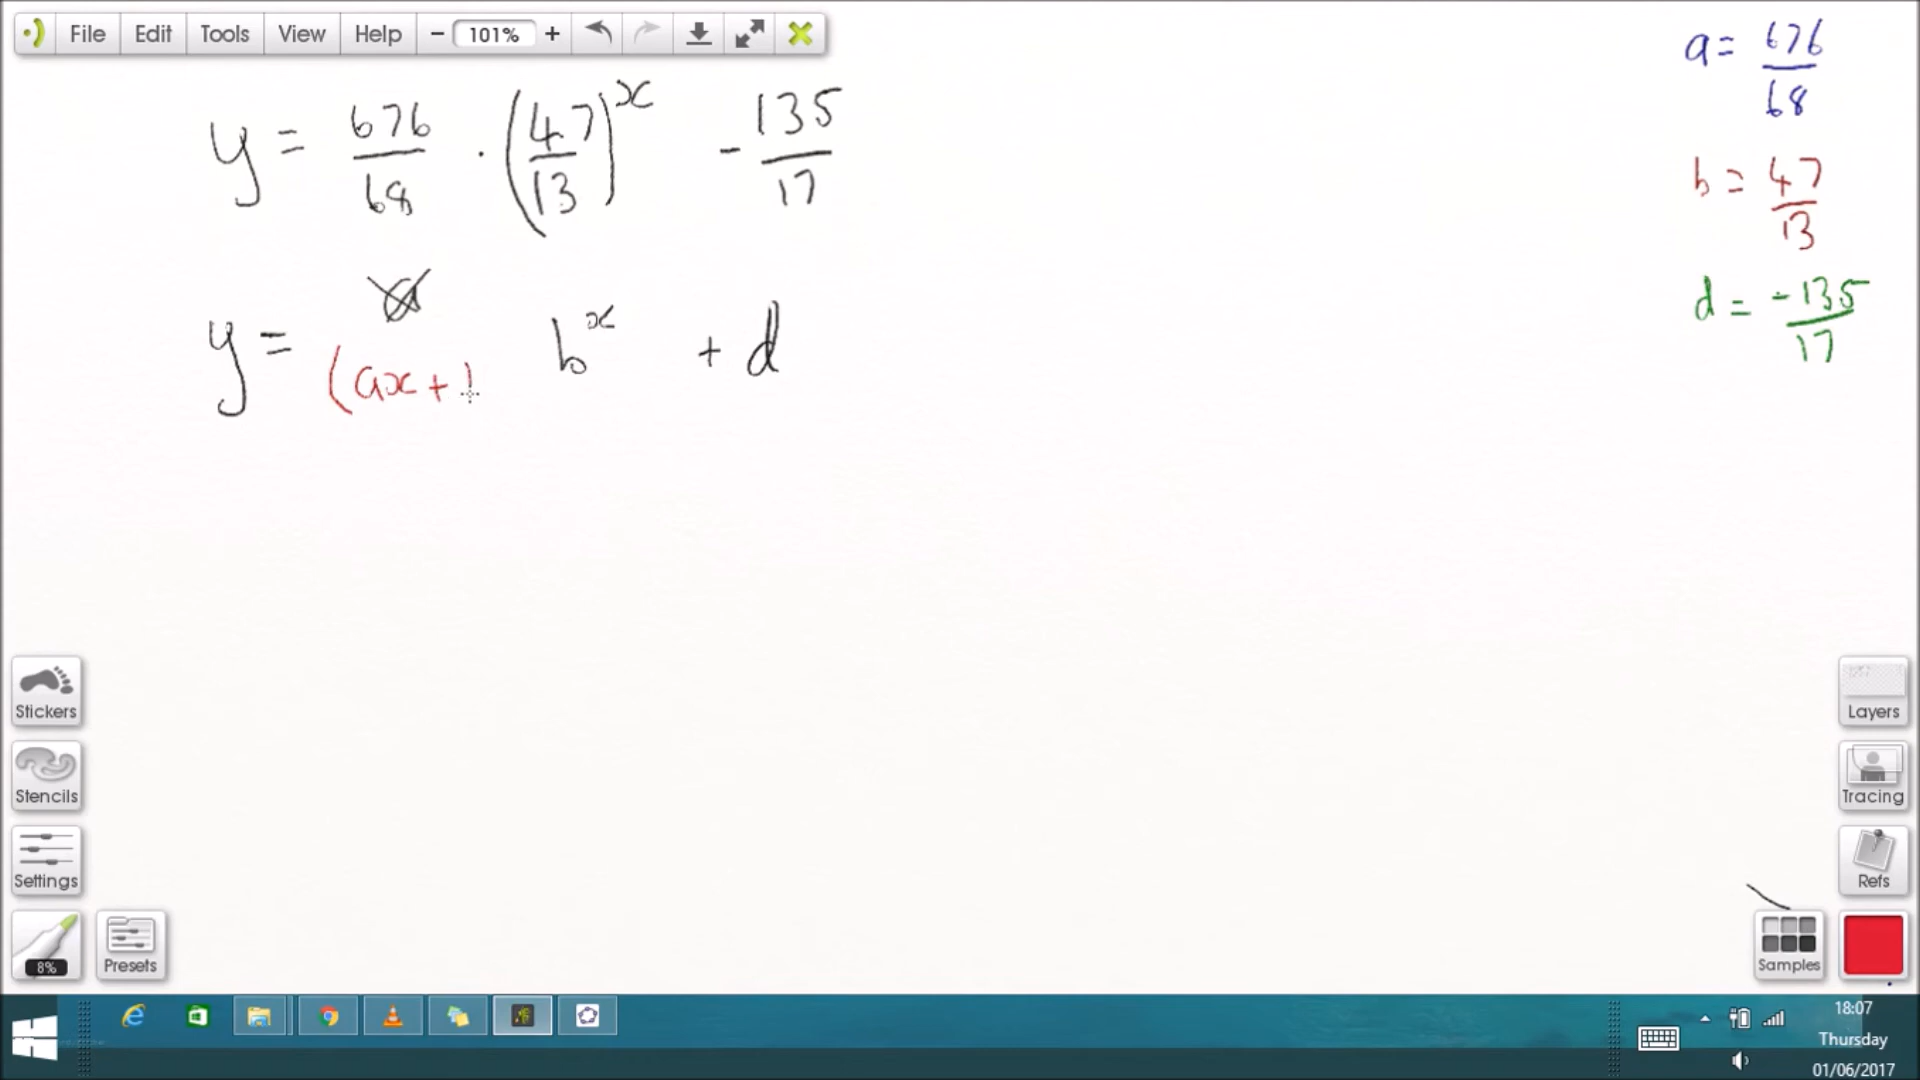 File Edit Tools View Help − 101% +
y = 676/68 · (47/13)^x - 135/17
a = 676/68
b = 47/13
d = -135/17
a
y = (ax + b^x + d
Stickers
Stencils
Settings
8%
Presets
Layers
Tracing
Refs
Samples
18:07
Thursday
01/06/2017